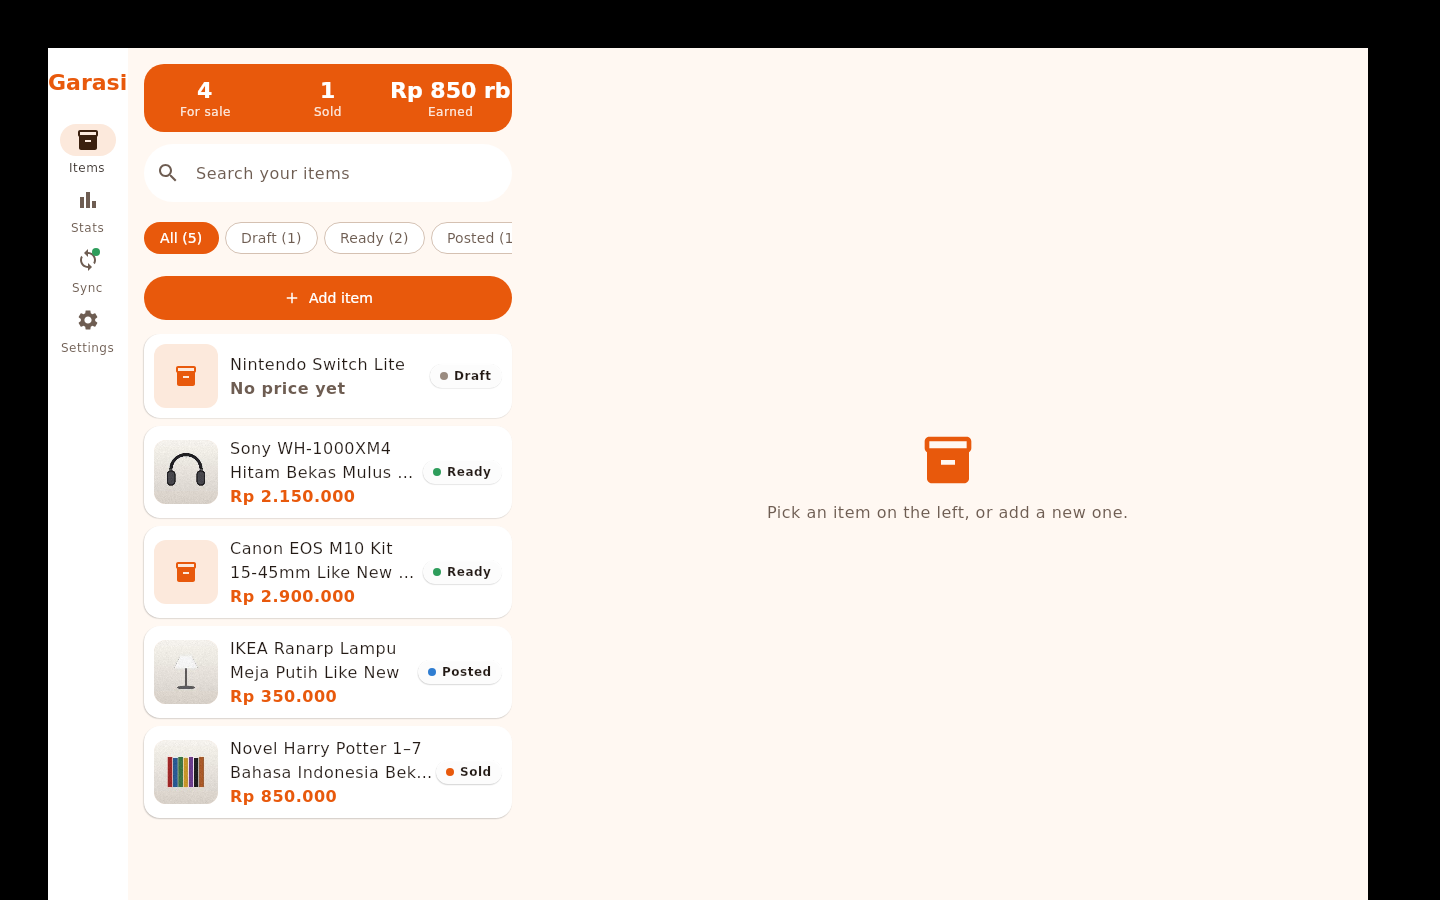 Garasi
Items
Stats
Sync
Settings
4
For sale
1
Sold
Rp 850 rb
Earned
Search your items
All (5)
Draft (1)
Ready (2)
Posted (1
Add item
Nintendo Switch Lite
No price yet
Draft
Sony WH-1000XM4
Hitam Bekas Mulus ...
Rp 2.150.000
Ready
Canon EOS M10 Kit
15-45mm Like New ...
Rp 2.900.000
Ready
IKEA Ranarp Lampu
Meja Putih Like New
Rp 350.000
Posted
Novel Harry Potter 1–7
Bahasa Indonesia Bek...
Rp 850.000
Sold
Pick an item on the left, or add a new one.